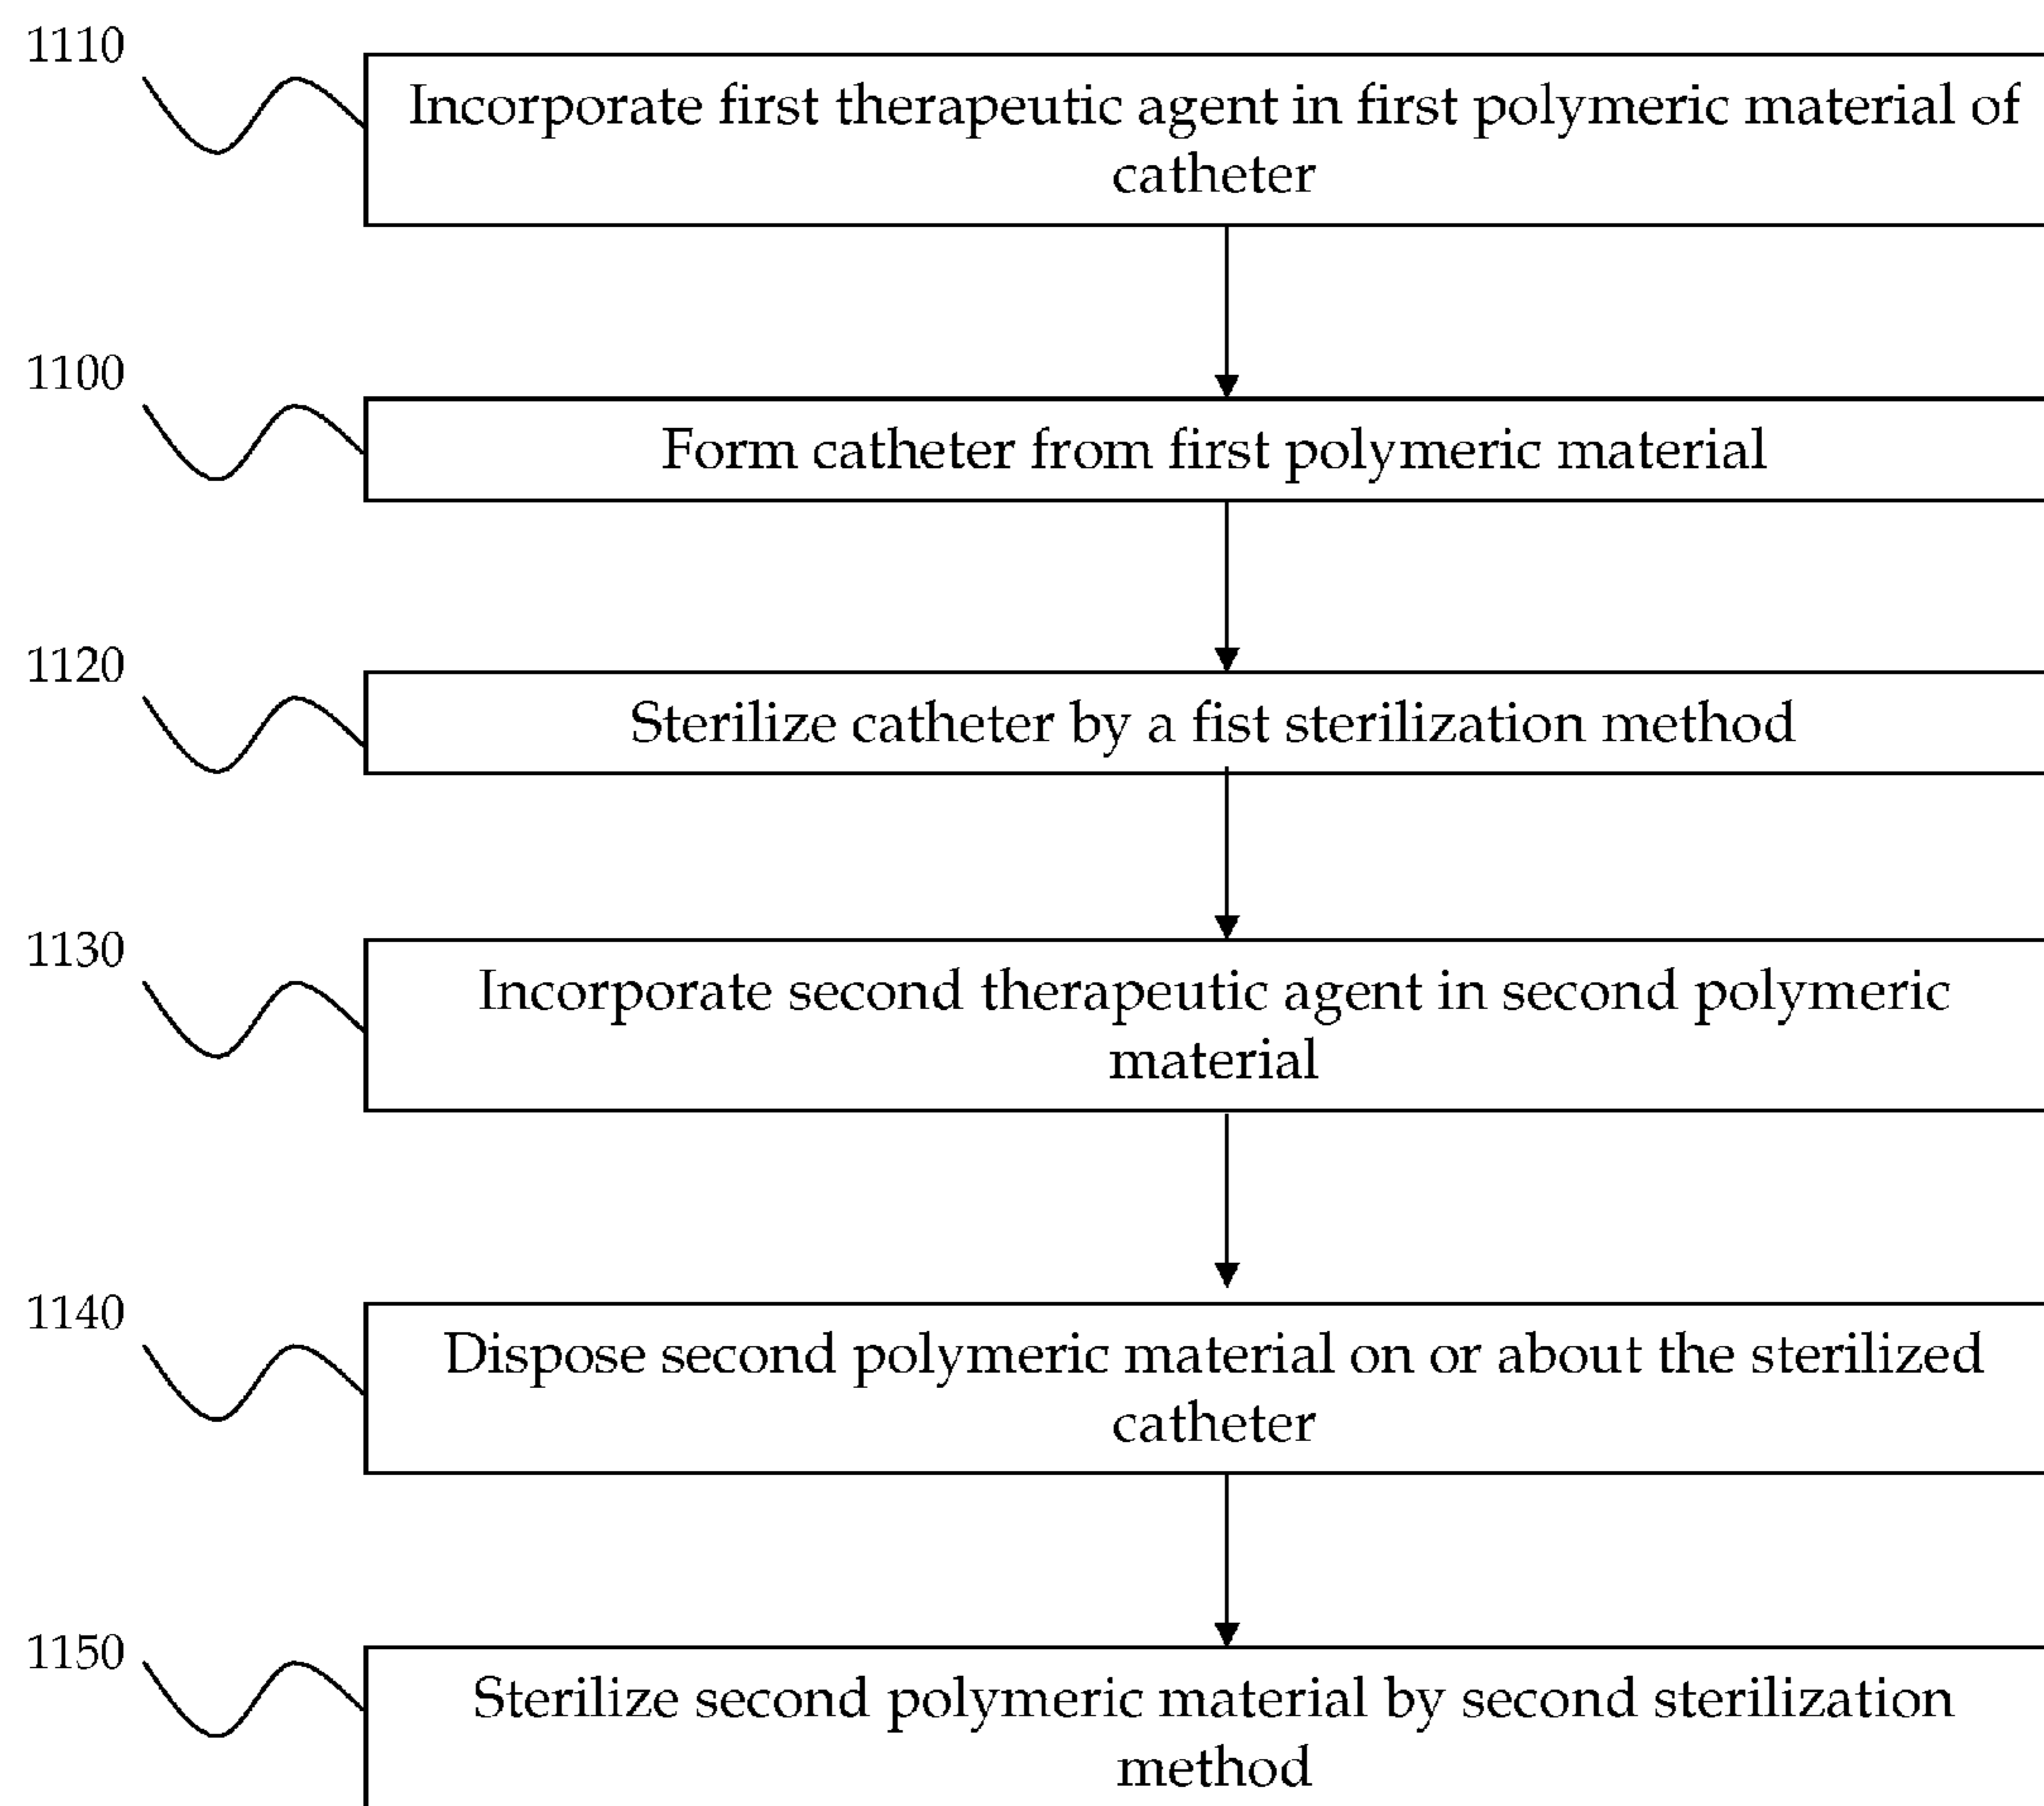 1110
Incorporate first therapeutic agent in first polymeric material of
catheter
1100
Form catheter from first polymeric material
1120
Sterilize catheter by a fist sterilization method
1130
Incorporate second therapeutic agent in second polymeric
material
1140
Dispose second polymeric material on or about the sterilized
catheter
1150
Sterilize second polymeric material by second sterilization
method